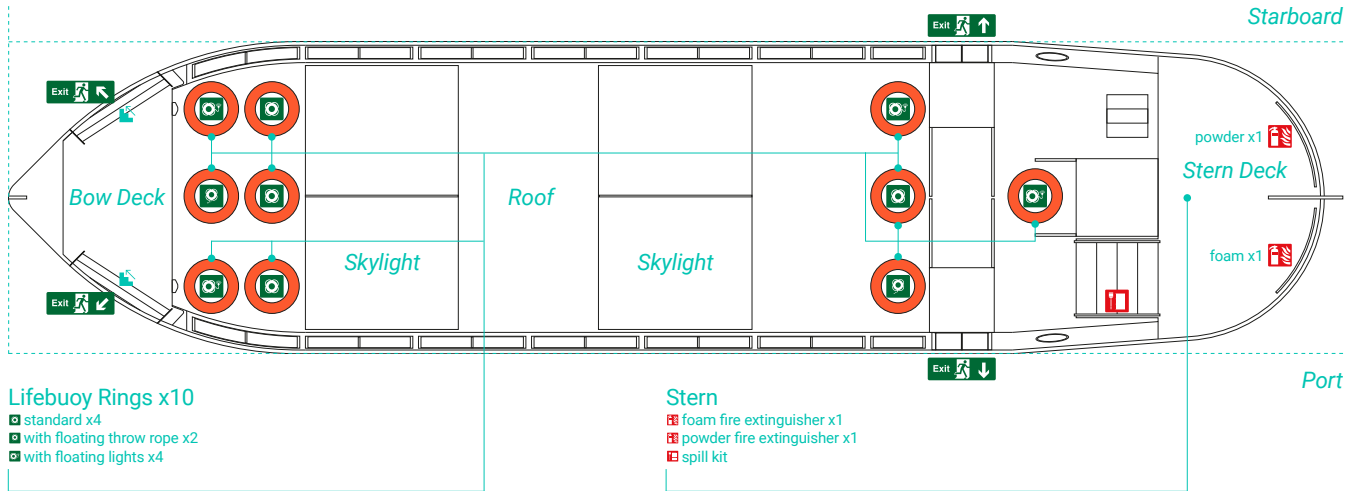 Exit
Starboard
Exit
powder x1
Bow Deck
Roof
Stern Deck
Skylight
Skylight
foam x1
Exit
Exit
Port
Lifebuoy Rings x10
standard x4
with floating throw rope x2
with floating lights x4
Stern
foam fire extinguisher x1
powder fire extinguisher x1
spill kit